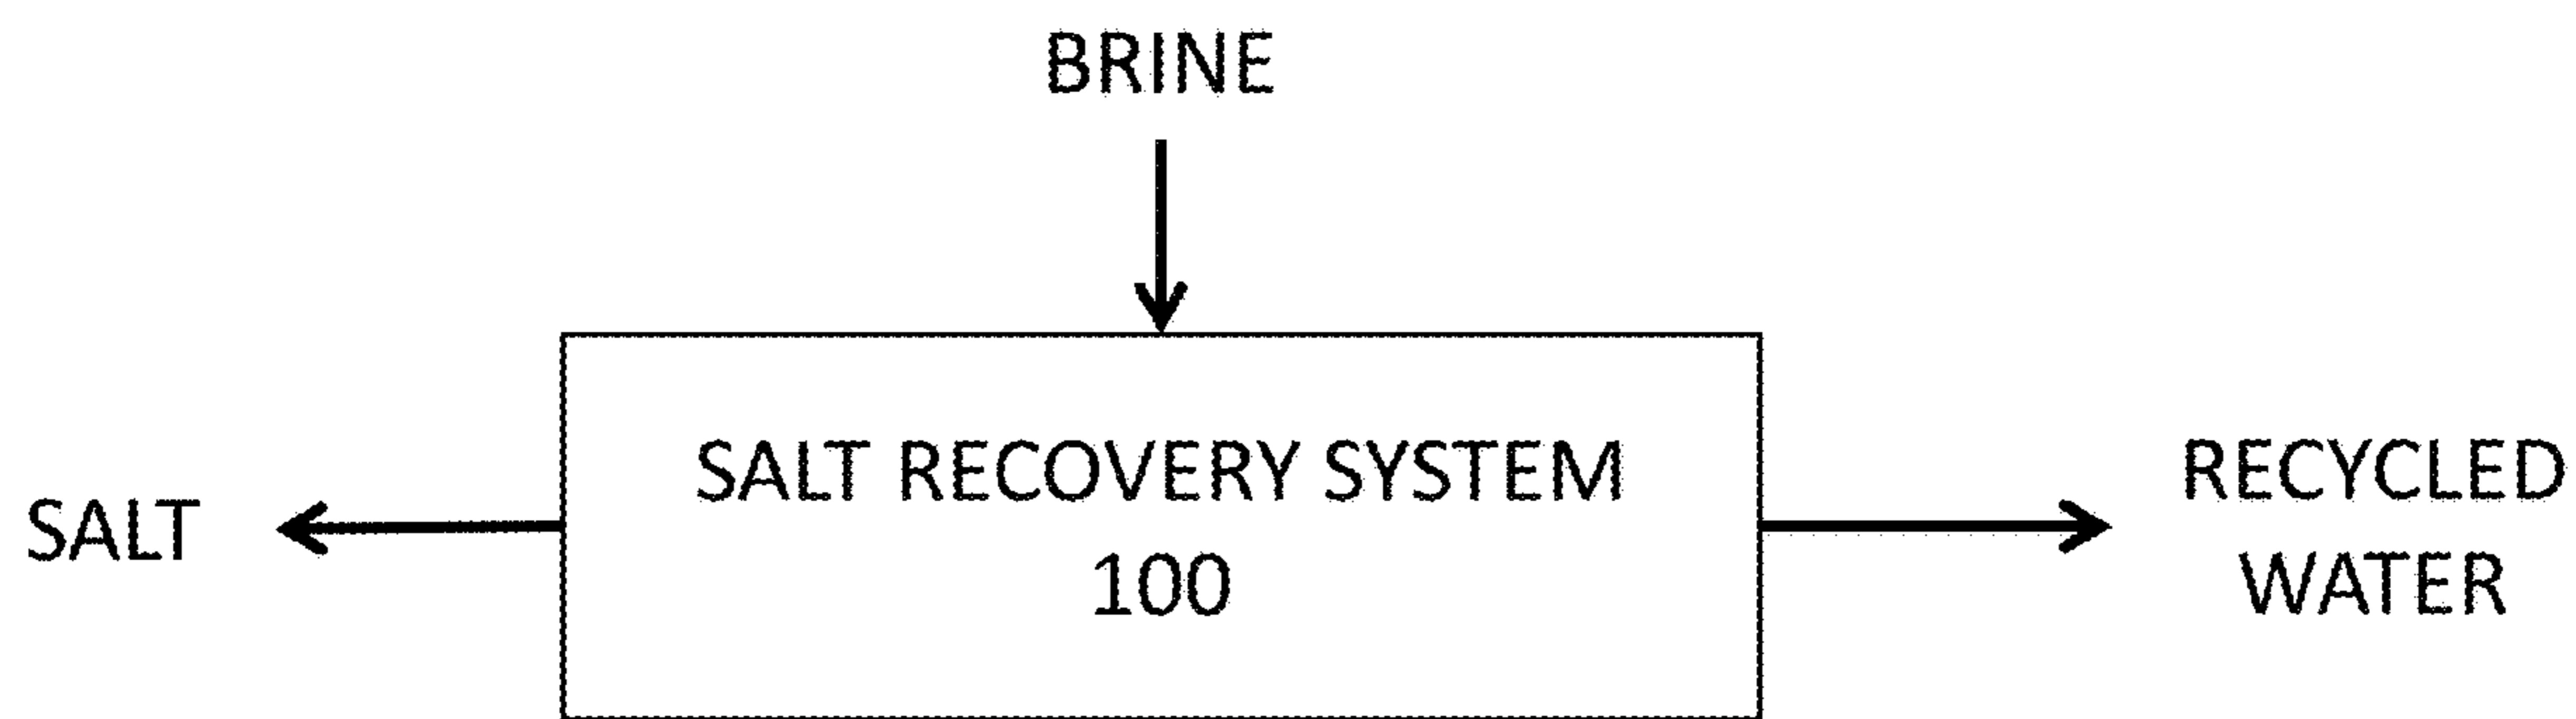 BRINE
SALT RECOVERY SYSTEM
100
SALT
RECYCLED
WATER